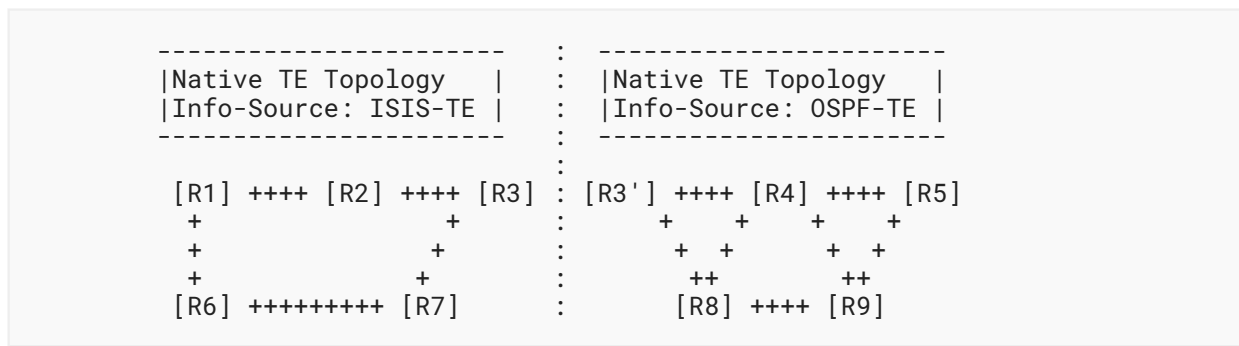 -----------------------   :  -----------------------
|Native TE Topology   |   :  |Native TE Topology   |
|Info-Source: ISIS-TE |   :  |Info-Source: OSPF-TE |
-----------------------   :  -----------------------
                          :
 [R1] ++++ [R2] ++++ [R3] : [R3'] ++++ [R4] ++++ [R5]
  +                +      :      +    +    +    +
  +               +       :       +  +      +  +
  +              +        :        ++        ++
 [R6] +++++++++ [R7]      :       [R8] ++++ [R9]